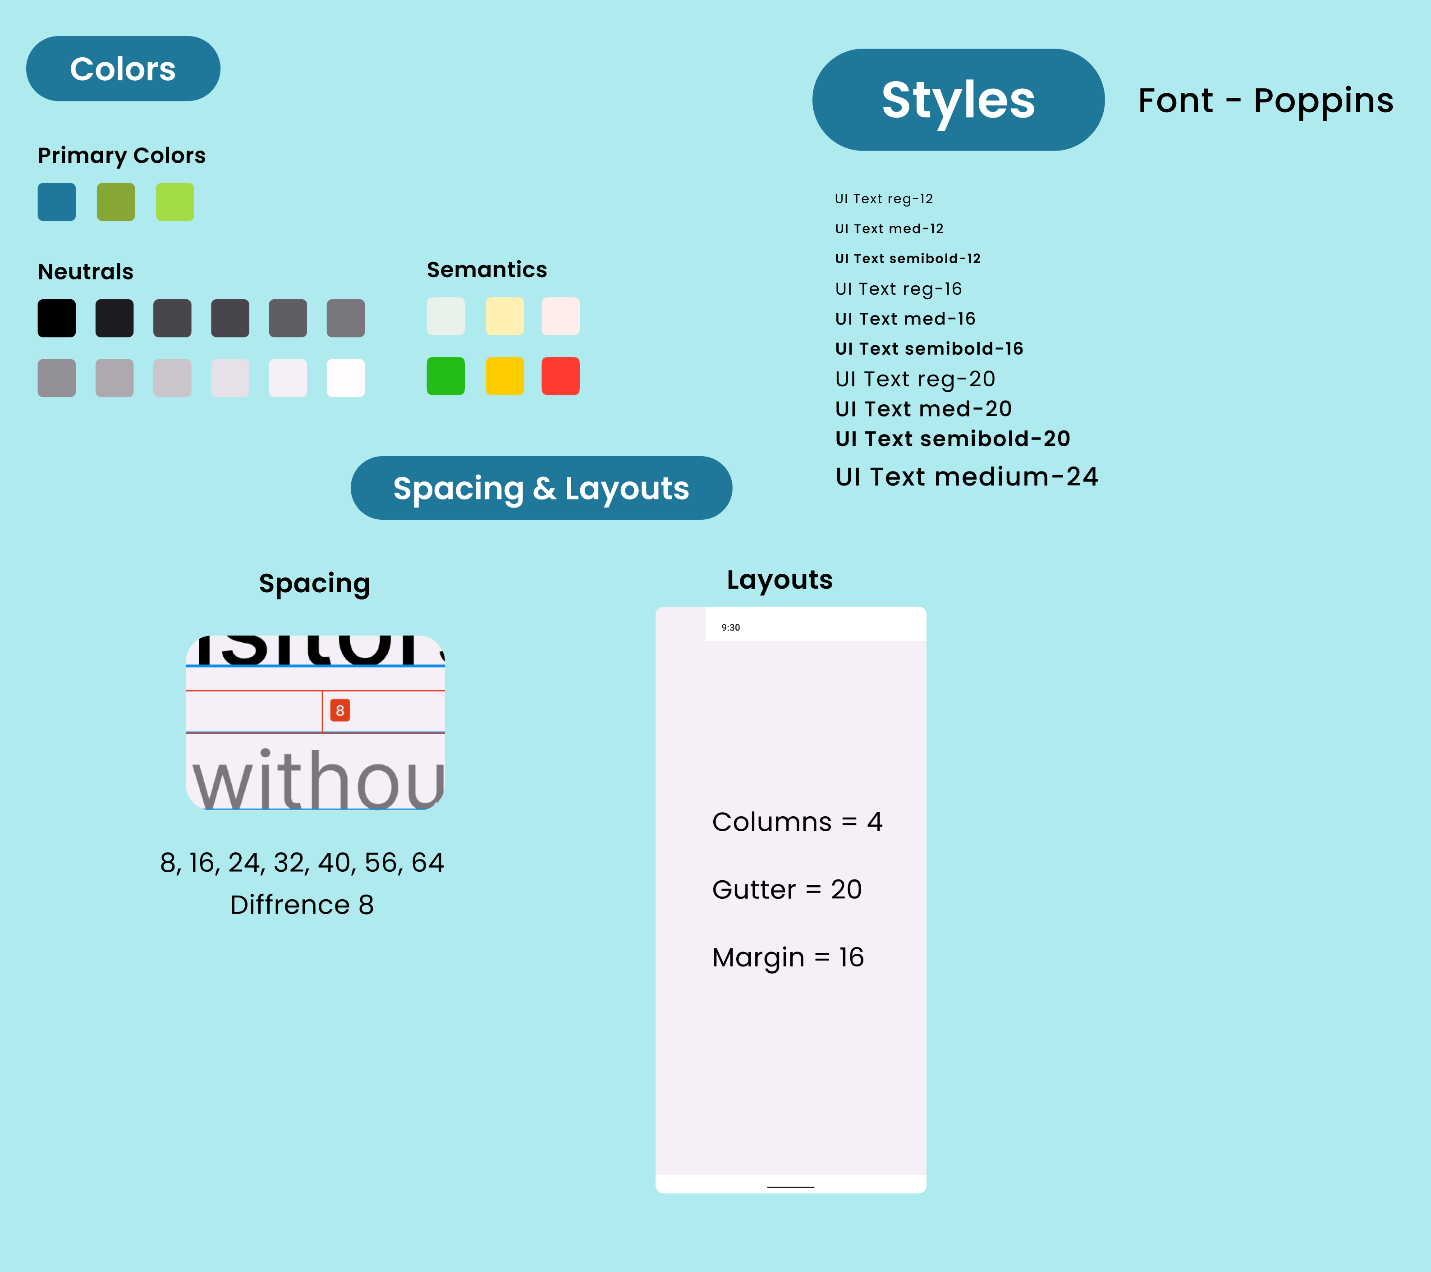 Colors
Primary Colors
Neutrals
Semantics
Styles
Font - Poppins
UI Text reg-12
UI Text med-12
UI Text semibold-12
UI Text reg-16
UI Text med-16
UI Text semibold-16
UI Text reg-20
UI Text med-20
UI Text semibold-20
UI Text medium-24
Spacing & Layouts
Spacing
isitors
8
withou
8, 16, 24, 32, 40, 56, 64
Diffrence 8
Layouts
9:30
Columns = 4
Gutter = 20
Margin = 16